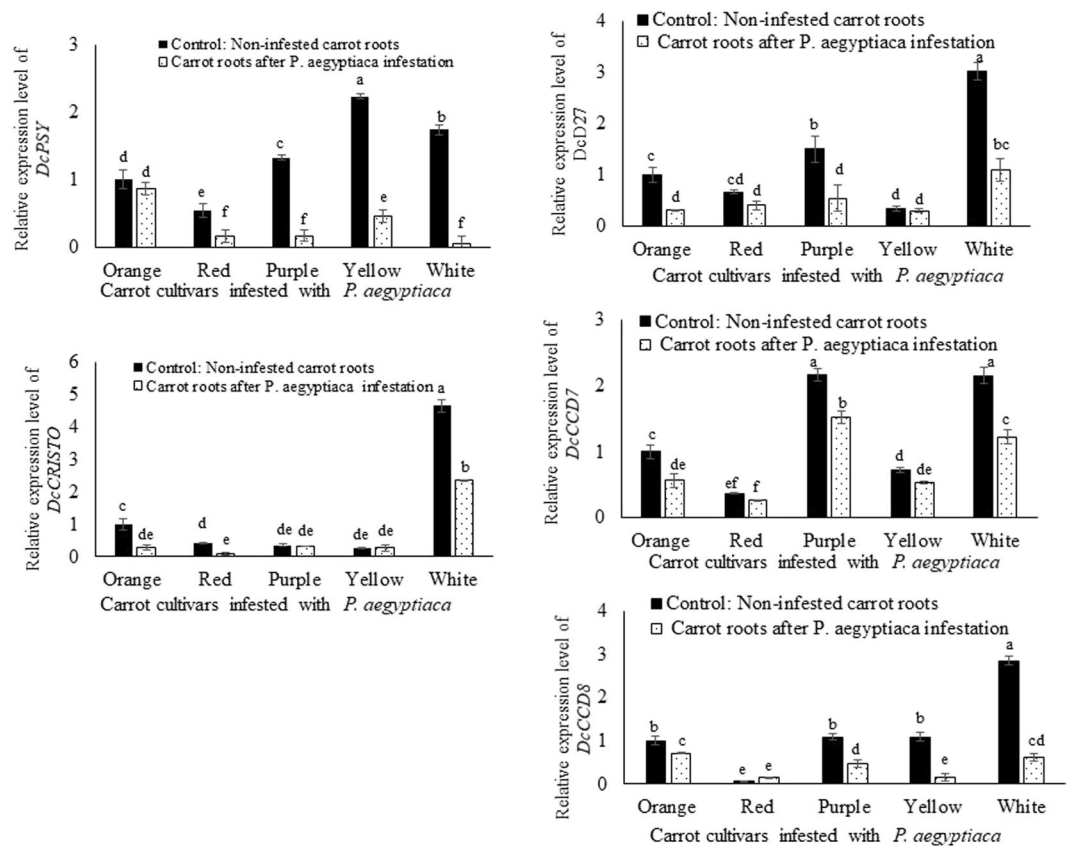 Relative expression level of
DcPSY
3
2
1
0
■ Control: Non-infested carrot roots
Carrot roots after P. aegyptiaca infestation
d d e f c f a e b f
Orange Red Purple Yellow White
Carrot cultivars infested with P. aegyptiaca
Relative expression level of
DcD27
4
3
2
1
0
■ Control: Non-infested carrot roots
Carrot roots after P. aegyptiaca infestation
c d cd d b d d d a bc
Orange Red Purple Yellow White
Carrot cultivars infested with P. aegyptiaca
Relative expression level of
DcCRISTO
6
5
4
3
2
1
0
■ Control: Non-infested carrot roots
Carrot roots after P. aegyptiaca infestation
c de d e de de de de a b
Orange Red Purple Yellow White
Carrot cultivars infested with P. aegyptiaca
Relative expression level of
DcCCD7
3
2
1
0
■ Control: Non-infested carrot roots
Carrot roots after P. aegyptiaca infestation
c de ef f a b d de a c
Orange Red Purple Yellow White
Carrot cultivars infested with P. aegyptiaca
Relative expression level of
DcCCD8
4
3
2
1
0
■ Control: Non-infested carrot roots
Carrot roots after P. aegyptiaca infestation
b c e e b d b e a cd
Orange Red Purple Yellow White
Carrot cultivars infested with P. aegyptiaca